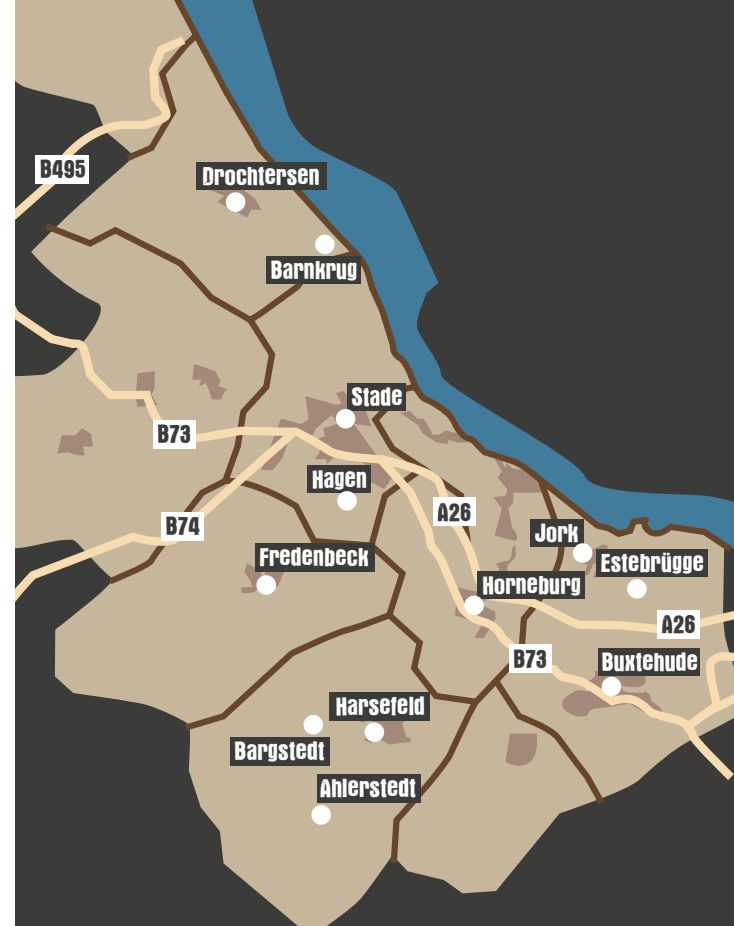 B495
Drochtersen
Barnkrug
Stade
B73
Hagen
A26
B74
Jork
Fredenbeck
Estebrügge
Horneburg
A26
B73
Buxtehude
Harsefeld
Bargstedt
Ahlerstedt